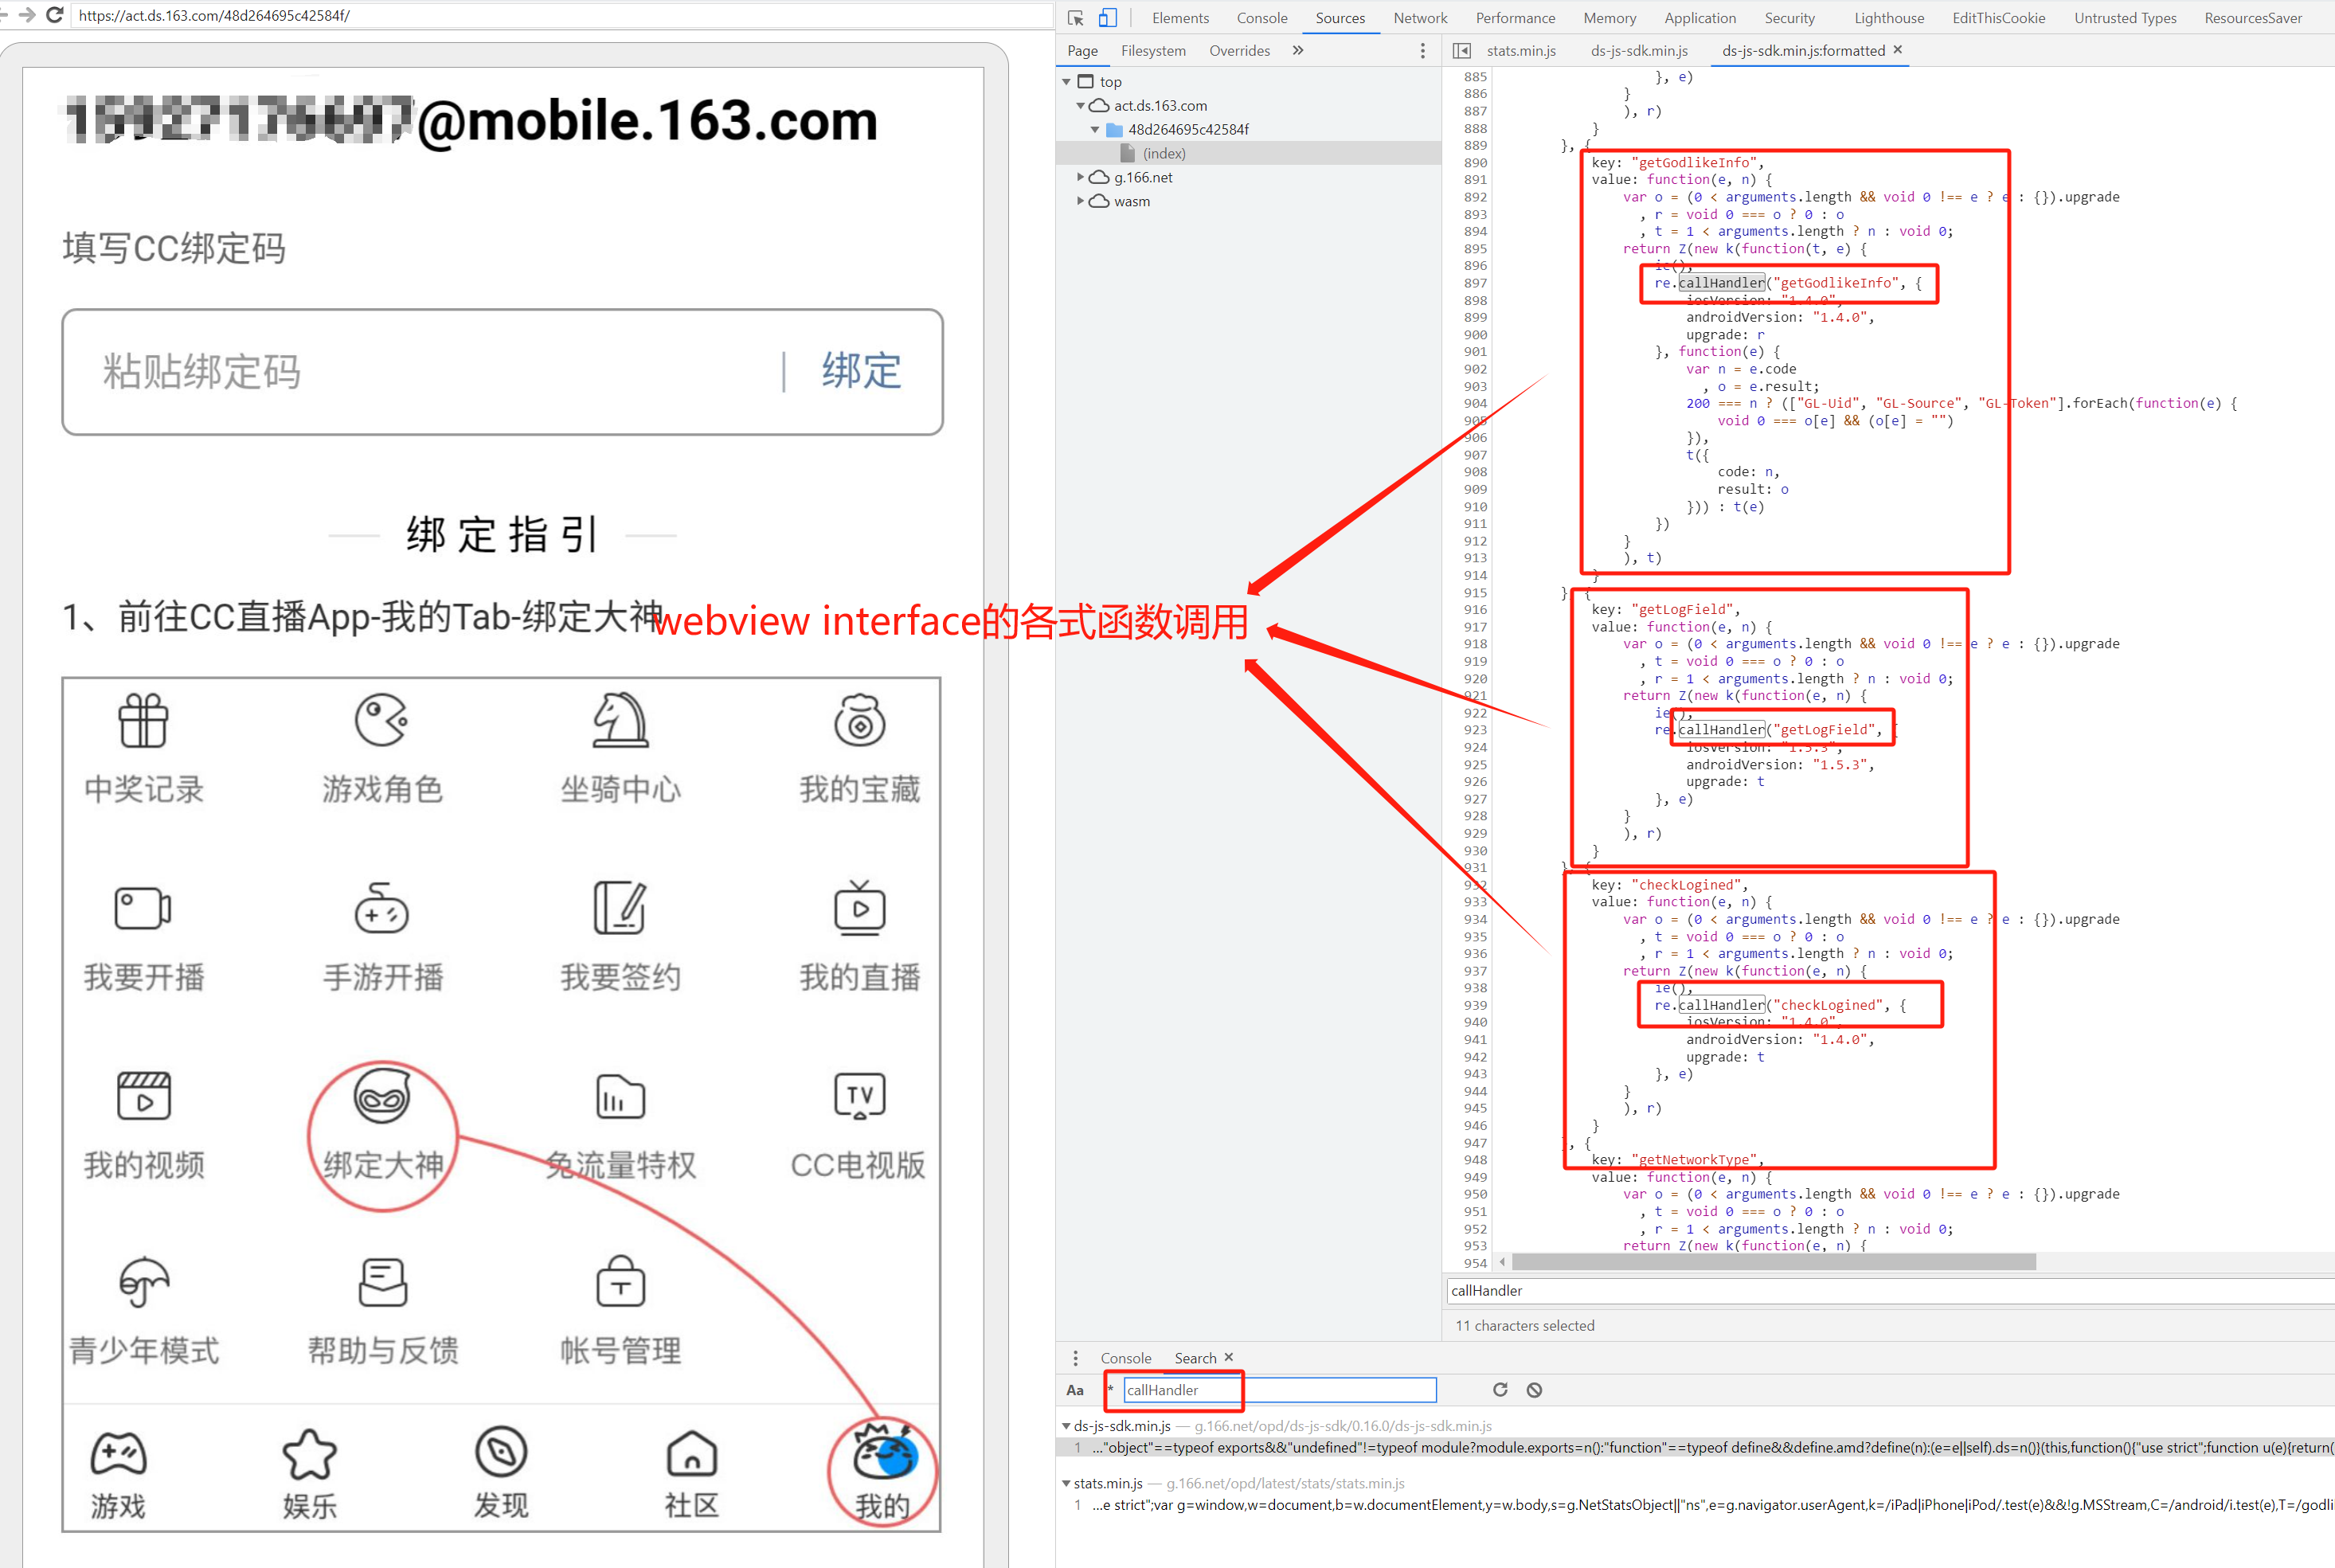 https://act.ds.163.com/48d264695c42584f/
@mobile.163.com
填写CC绑定码
粘贴绑定码 | 绑定
绑定指引
1、前往CC直播App-我的Tab-绑定大神
中奖记录 游戏角色 坐骑中心 我的宝藏
我要开播 手游开播 我要签约 我的直播
TV
我的视频 绑定大神 免流量特权 CC电视版
青少年模式 帮助与反馈 帐号管理
游戏 娱乐 发现 社区 我的
webview interface的各式函数调用
Elements Console Sources Network Performance Memory Application Security Lighthouse EditThisCookie Untrusted Types ResourcesSaver
Page Filesystem Overrides »
stats.min.js ds-js-sdk.min.js ds-js-sdk.min.js:formatted ×
top
act.ds.163.com
48d264695c42584f
(index)
g.166.net
wasm
885 }, e)
886 }
887 ), r)
888 }
889 }, {
890 key: "getGodlikeInfo",
891 value: function(e, n) {
892 var o = (0 < arguments.length && void 0 !== e ? e : {}).upgrade
893 , r = void 0 === o ? 0 : o
894 , t = 1 < arguments.length ? n : void 0;
895 return Z(new k(function(t, e) {
896 ie(),
897 re.callHandler("getGodlikeInfo", {
898 iosVersion: "1.4.0",
899 androidVersion: "1.4.0",
900 upgrade: r
901 }, function(e) {
902 var n = e.code
903 , o = e.result;
904 200 === n ? (["GL-Uid", "GL-Source", "GL-Token"].forEach(function(e) {
905 void 0 === o[e] && (o[e] = "")
906 }),
907 t({
908 code: n,
909 result: o
910 })) : t(e)
911 })
912 }
913 ), t)
914 }
915 }, {
916 key: "getLogField",
917 value: function(e, n) {
918 var o = (0 < arguments.length && void 0 !== e ? e : {}).upgrade
919 , t = void 0 === o ? 0 : o
920 , r = 1 < arguments.length ? n : void 0;
921 return Z(new k(function(e, n) {
922 ie(),
923 re.callHandler("getLogField", {
924 iosVersion: "1.5.3",
925 androidVersion: "1.5.3",
926 upgrade: t
927 }, e)
928 }
929 ), r)
930 }
931 }, {
932 key: "checkLogined",
933 value: function(e, n) {
934 var o = (0 < arguments.length && void 0 !== e ? e : {}).upgrade
935 , t = void 0 === o ? 0 : o
936 , r = 1 < arguments.length ? n : void 0;
937 return Z(new k(function(e, n) {
938 ie(),
939 re.callHandler("checkLogined", {
940 iosVersion: "1.4.0",
941 androidVersion: "1.4.0",
942 upgrade: t
943 }, e)
944 }
945 ), r)
946 }
947 }, {
948 key: "getNetworkType",
949 value: function(e, n) {
950 var o = (0 < arguments.length && void 0 !== e ? e : {}).upgrade
951 , t = void 0 === o ? 0 : o
952 , r = 1 < arguments.length ? n : void 0;
953 return Z(new k(function(e, n) {
954
callHandler
11 characters selected
Console Search ×
Aa .* callHandler
ds-js-sdk.min.js — g.166.net/opd/ds-js-sdk/0.16.0/ds-js-sdk.min.js
1 ..."object"==typeof exports&&"undefined"!=typeof module?module.exports=n():"function"==typeof define&&define.amd?define(n):(e=e||self).ds=n()}(this,function(){"use strict";function u(e){return(
stats.min.js — g.166.net/opd/latest/stats/stats.min.js
1 ...e strict";var g=window,w=document,b=w.documentElement,y=w.body,s=g.NetStatsObject||"ns",e=g.navigator.userAgent,k=/iPad|iPhone|iPod/.test(e)&&!g.MSStream,C=/android/i.test(e),T=/godli